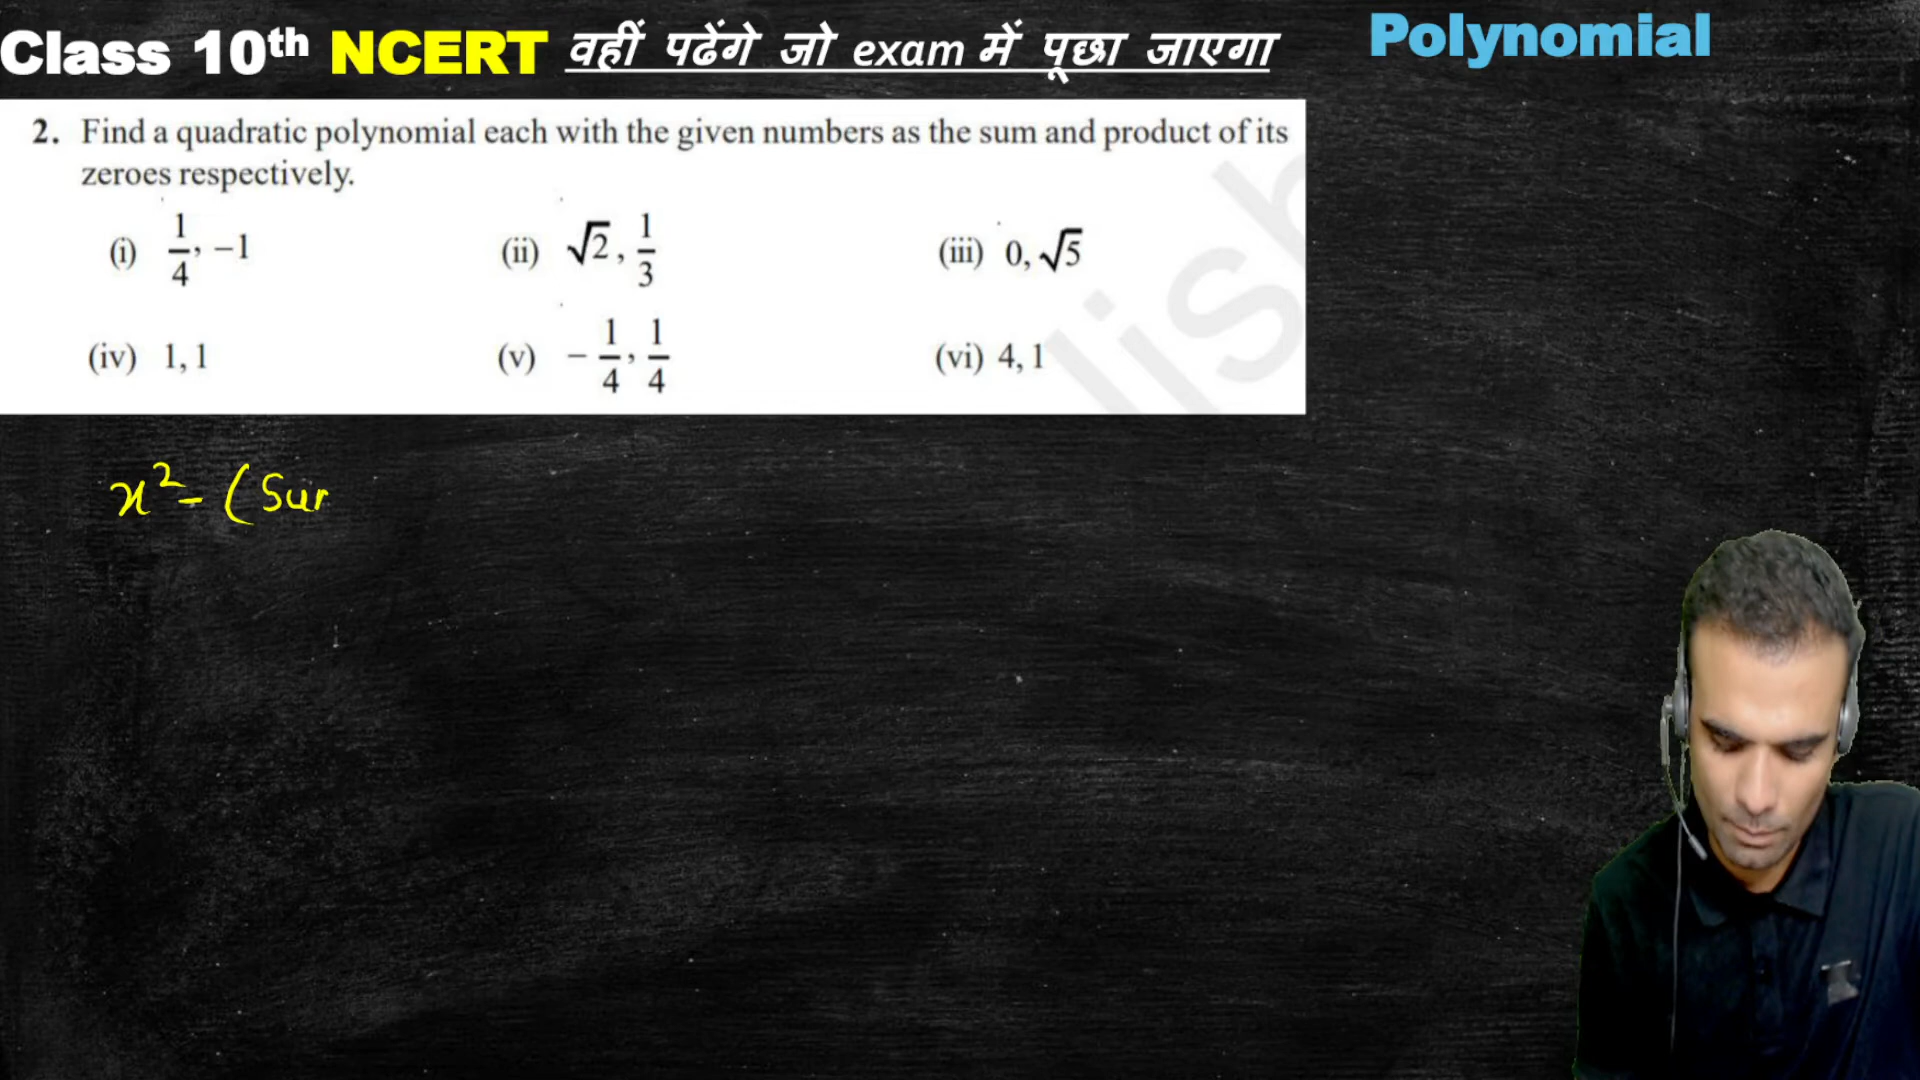 Class 10th NCERT वहीं पढेंगे जो exam में पूछा जाएगा
Polynomial
2. Find a quadratic polynomial each with the given numbers as the sum and product of its
zeroes respectively.
(i) 1/4, −1 (ii) √2, 1/3 (iii) 0, √5
(iv) 1, 1 (v) −1/4, 1/4 (vi) 4, 1
x² - (Sur